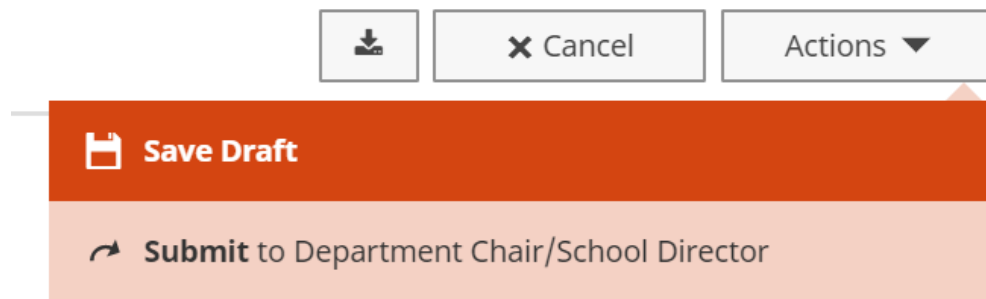 Cancel Actions
Save Draft
Submit to Department Chair/School Director